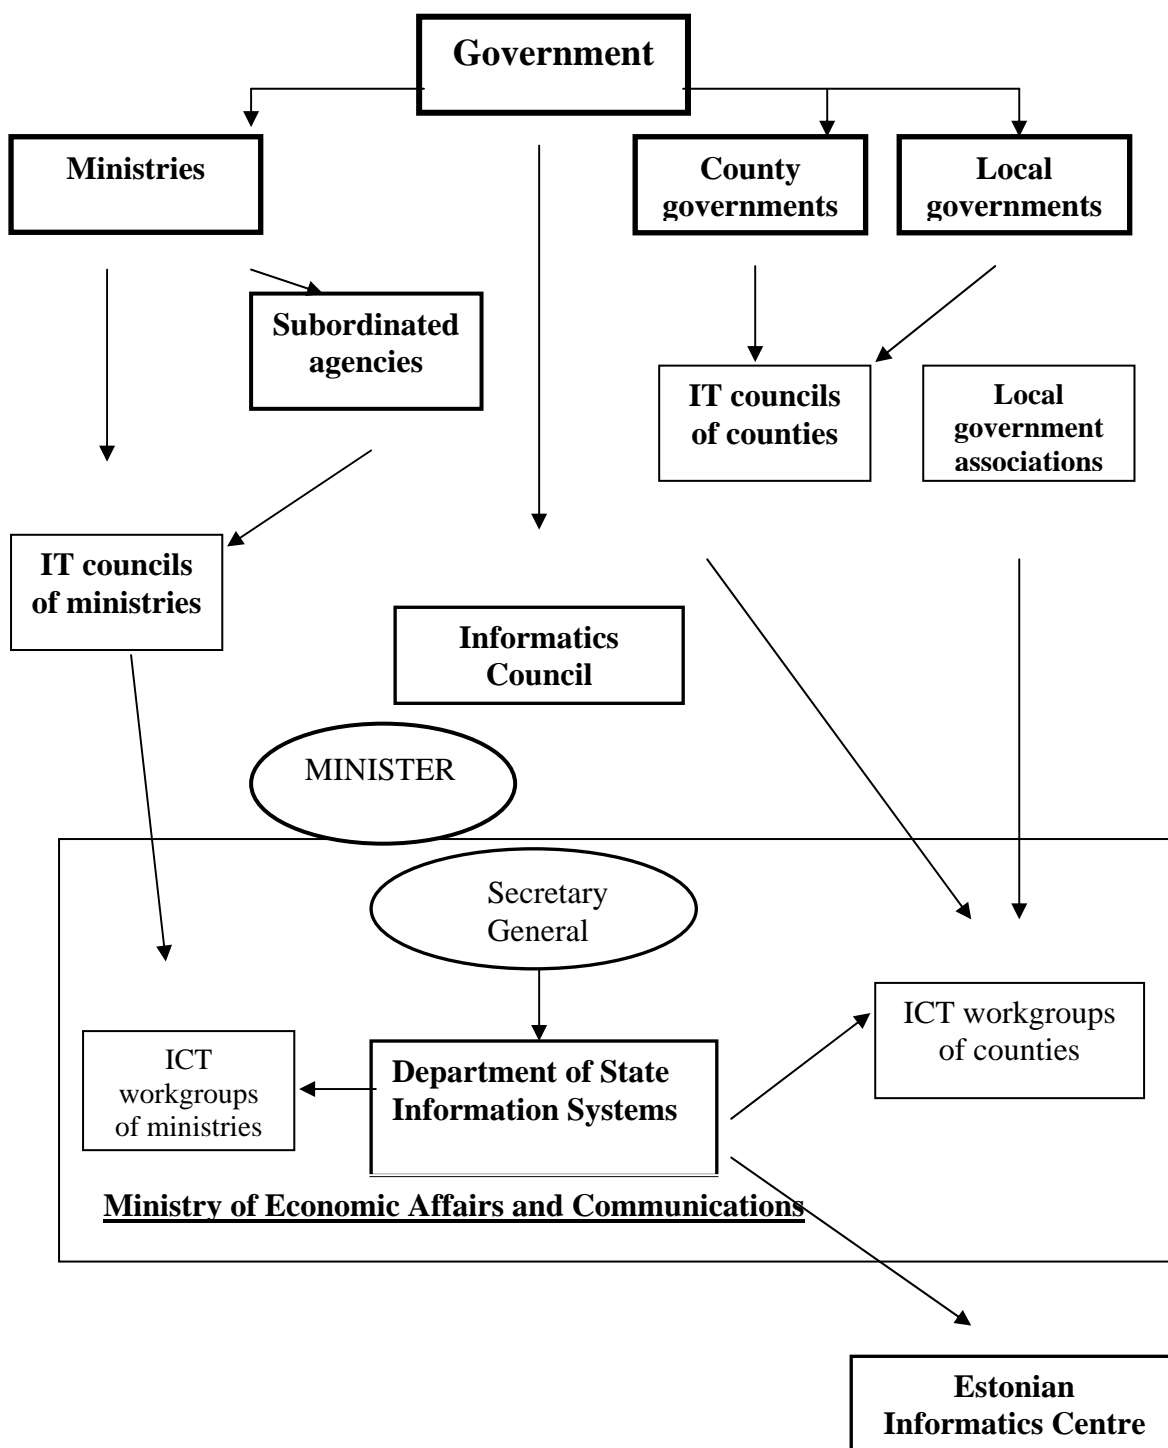 Government
Ministries
County
governments
Local
governments
Subordinated
agencies
IT councils
of counties
Local
government
associations
IT councils
of ministries
Informatics
Council
MINISTER
Secretary
General
ICT workgroups
of counties
ICT
workgroups
of ministries
Department of State
Information Systems
Ministry of Economic Affairs and Communications
Estonian
Informatics Centre